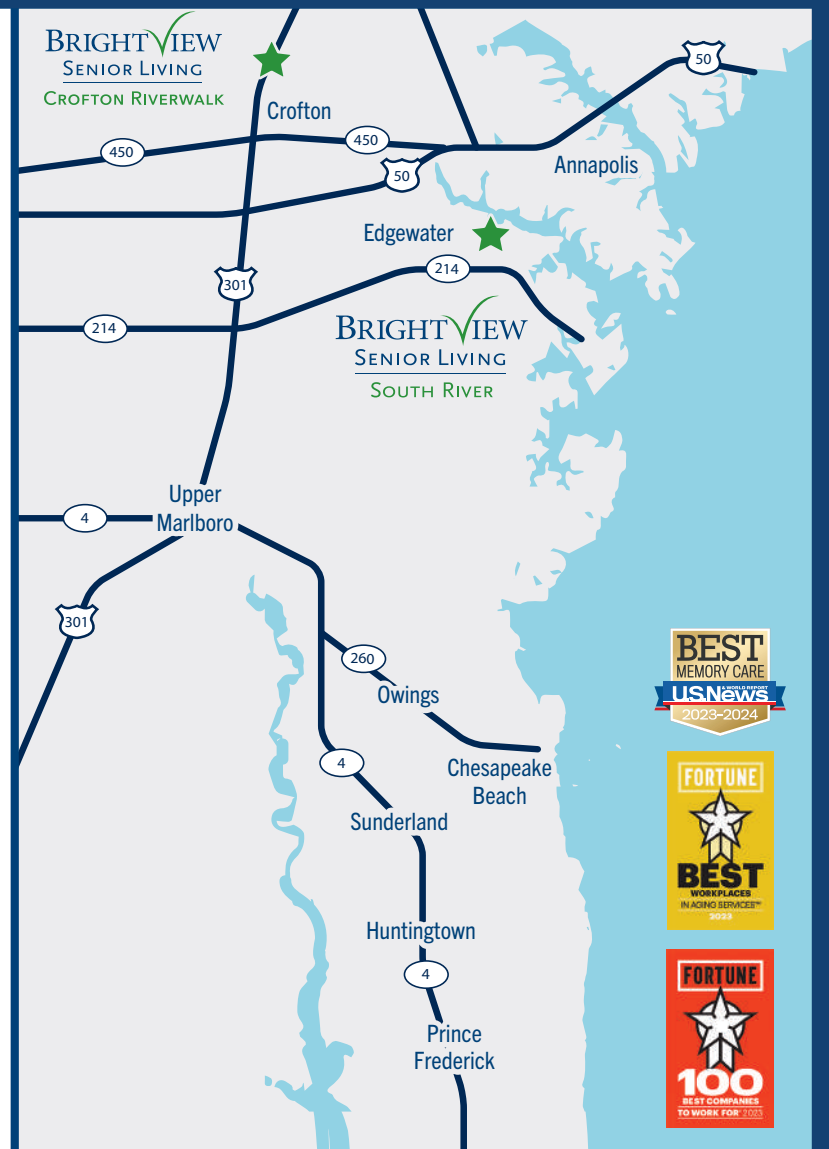 BRIGHTVIEW
SENIOR LIVING
CROFTON RIVERWALK
50
Crofton
450
450
50
Annapolis
Edgewater
214
301
214
BRIGHTVIEW
SENIOR LIVING
SOUTH RIVER
Upper
Marlboro
4
301
260
Owings
4
Chesapeake
Beach
Sunderland
Huntingtown
4
Prince
Frederick
BEST
MEMORY CARE
U.S.News
& WORLD REPORT
2023-2024
FORTUNE
BEST
WORKPLACES
IN AGING SERVICES™
2023
FORTUNE
100
BEST COMPANIES
TO WORK FOR® 2023